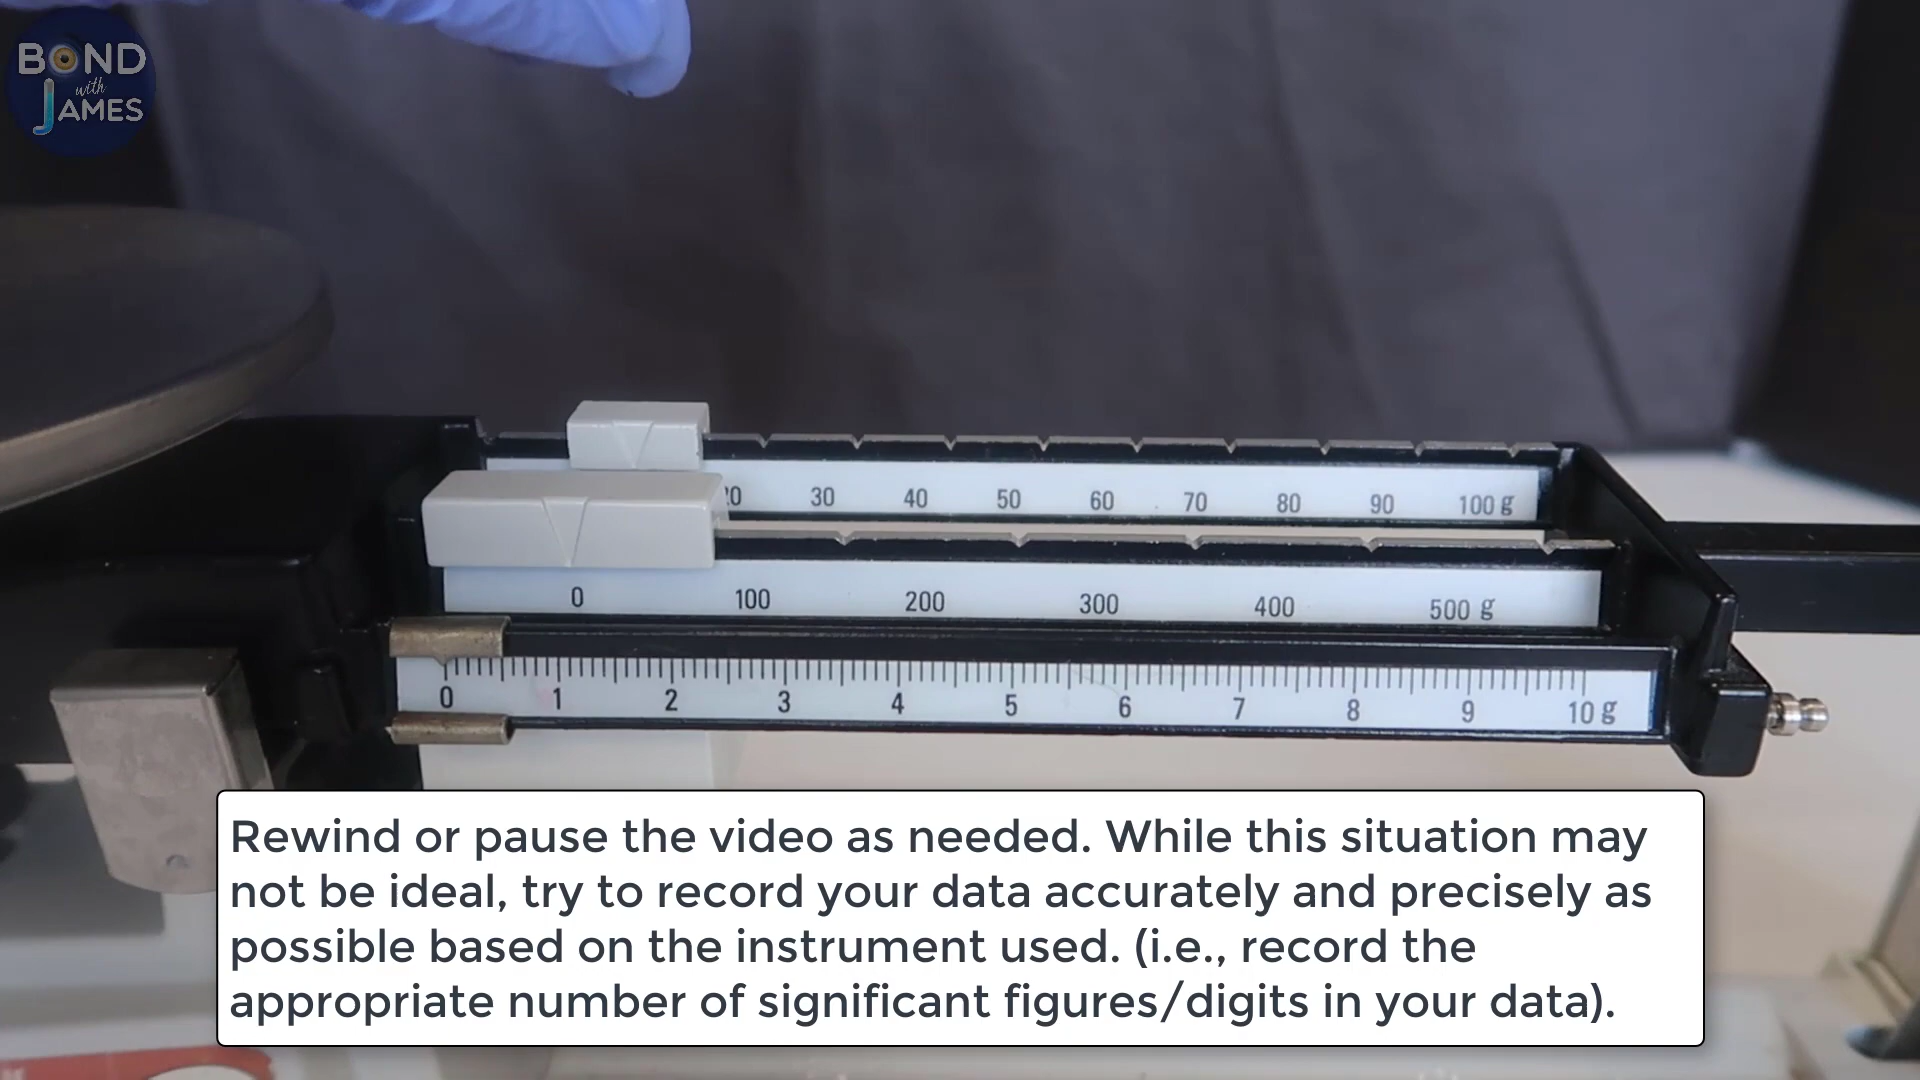 BOND
with
JAMES
30 40 50 60 70 80 90 100 g
0 100 200 300 400 500 g
0 1 2 3 4 5 6 7 8 9 10 g
Rewind or pause the video as needed. While this situation may
not be ideal, try to record your data accurately and precisely as
possible based on the instrument used. (i.e., record the
appropriate number of significant figures/digits in your data).